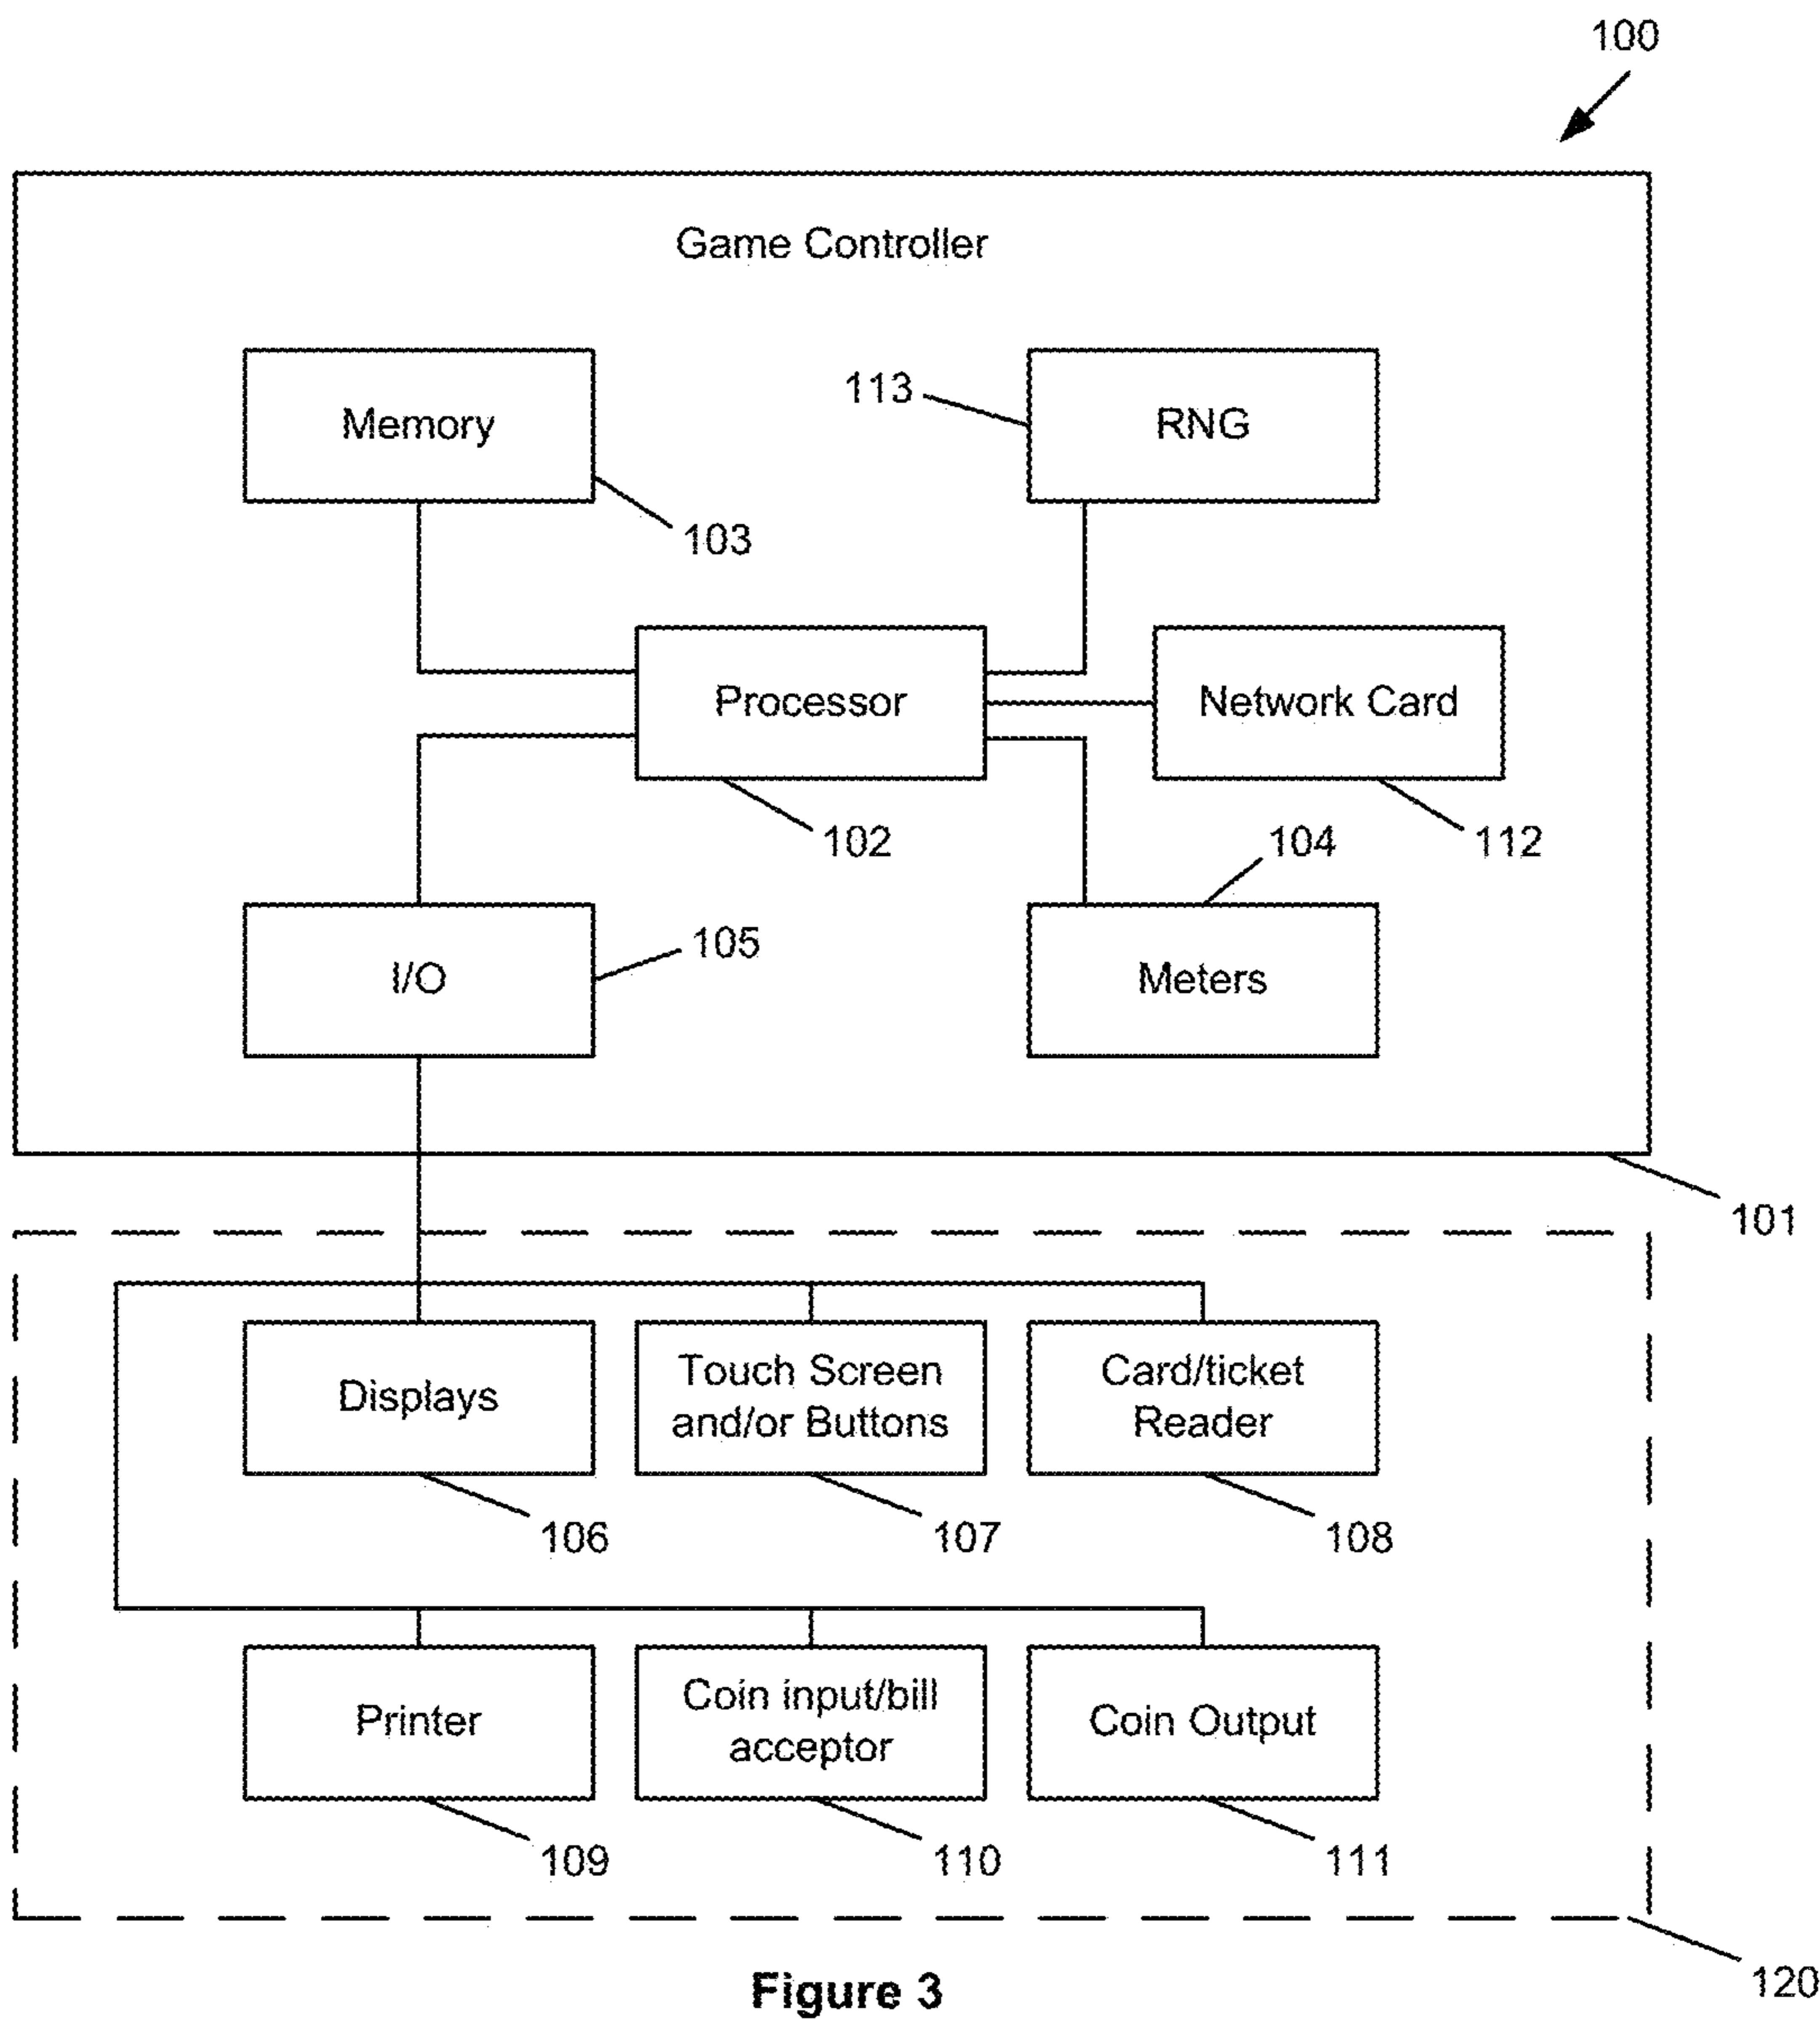 100
Game Controller
Memory
113
RNG
103
Processor
Network Card
102
104
112
I/O
105
Meters
101
Displays
Touch Screen
and/or Buttons
Card/ticket
Reader
106
107
108
Printer
Coin input/bill
acceptor
Coin Output
109
110
111
120
Figure 3